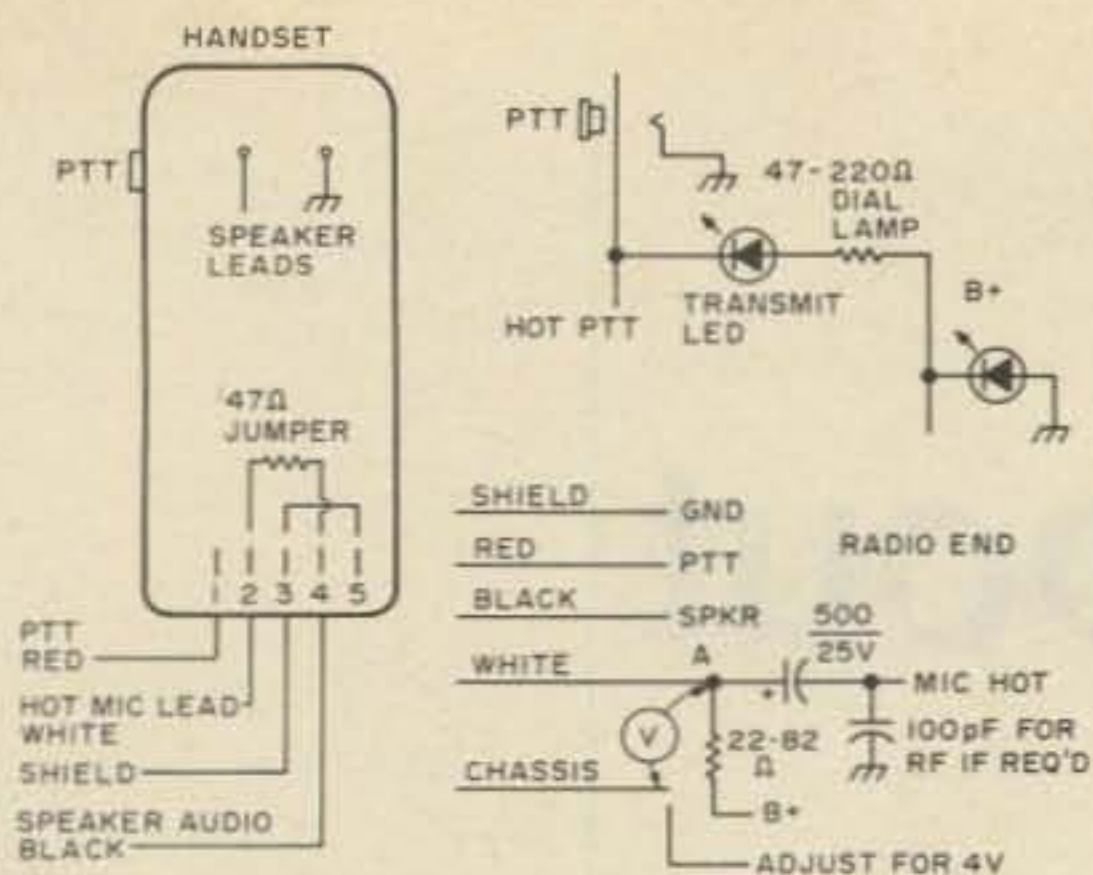 HANDSET
PTT
SPEAKER
LEADS
47Ω
JUMPER
1 2 3 4 5
PTT
RED
HOT MIC LEAD
WHITE
SHIELD
SPEAKER AUDIO
BLACK
PTT
47-220Ω
DIAL
LAMP
HOT PTT
TRANSMIT
LED
B+
SHIELD
GND
RED
PTT
RADIO END
BLACK
SPKR
500
25V
WHITE
A
+
MIC HOT
V
22-82
Ω
100pF FOR
RF IF REQ'D
CHASSIS
B+
ADJUST FOR 4V